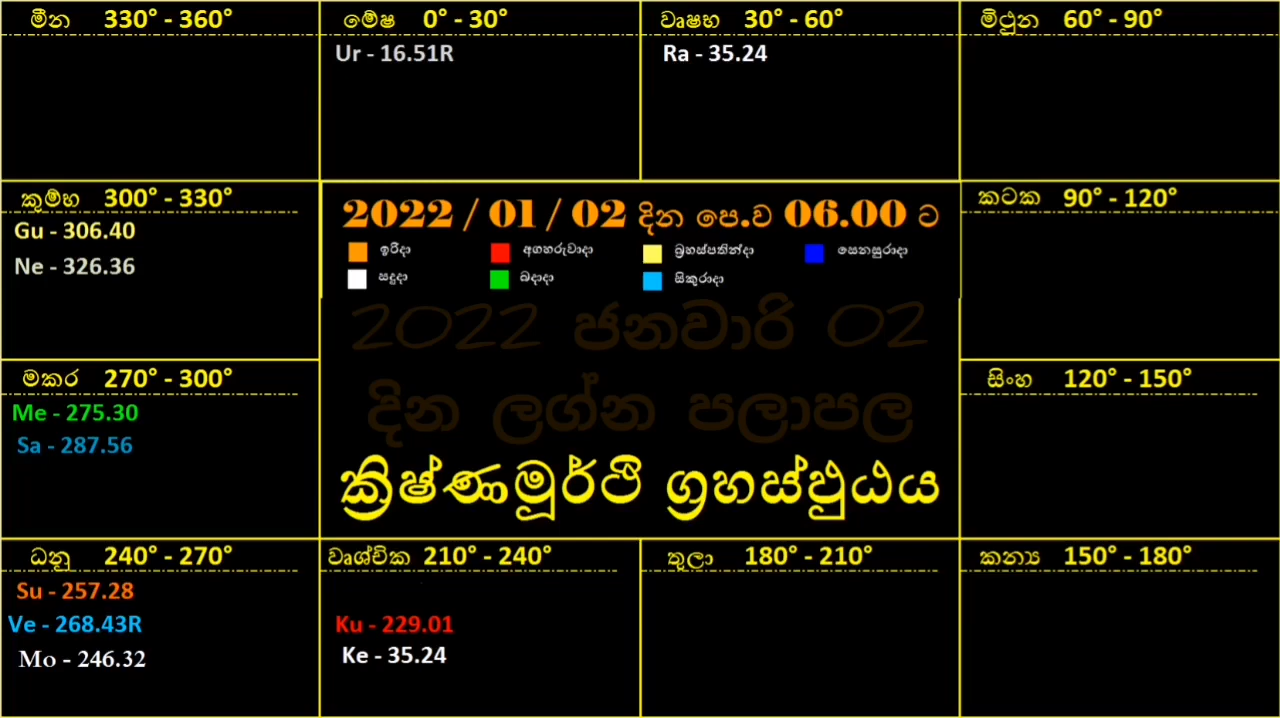 මීන 330° - 360°
මේෂ 0° - 30°
Ur - 16.51R
වෘෂභ 30° - 60°
Ra - 35.24
මිථුන 60° - 90°
කුම්භ 300° - 330°
Gu - 306.40
Ne - 326.36
2022 / 01 / 02 දින පෙ.ව 06.00 ට
ඉරිදා අගහරුවාදා බ්‍රහස්පතින්දා සෙනසුරාදා
සදුදා බදාදා සිකුරාදා
2022 ජනවාරි 02
දින ලග්න පලාපල
ක්‍රිෂ්ණමූර්ථි ග්‍රහස්ඵුඨය
කටක 90° - 120°
මකර 270° - 300°
Me - 275.30
Sa - 287.56
සිංහ 120° - 150°
ධනු 240° - 270°
Su - 257.28
Ve - 268.43R
Mo - 246.32
වෘශ්චික 210° - 240°
Ku - 229.01
Ke - 35.24
තුලා 180° - 210°
කන්‍ය 150° - 180°